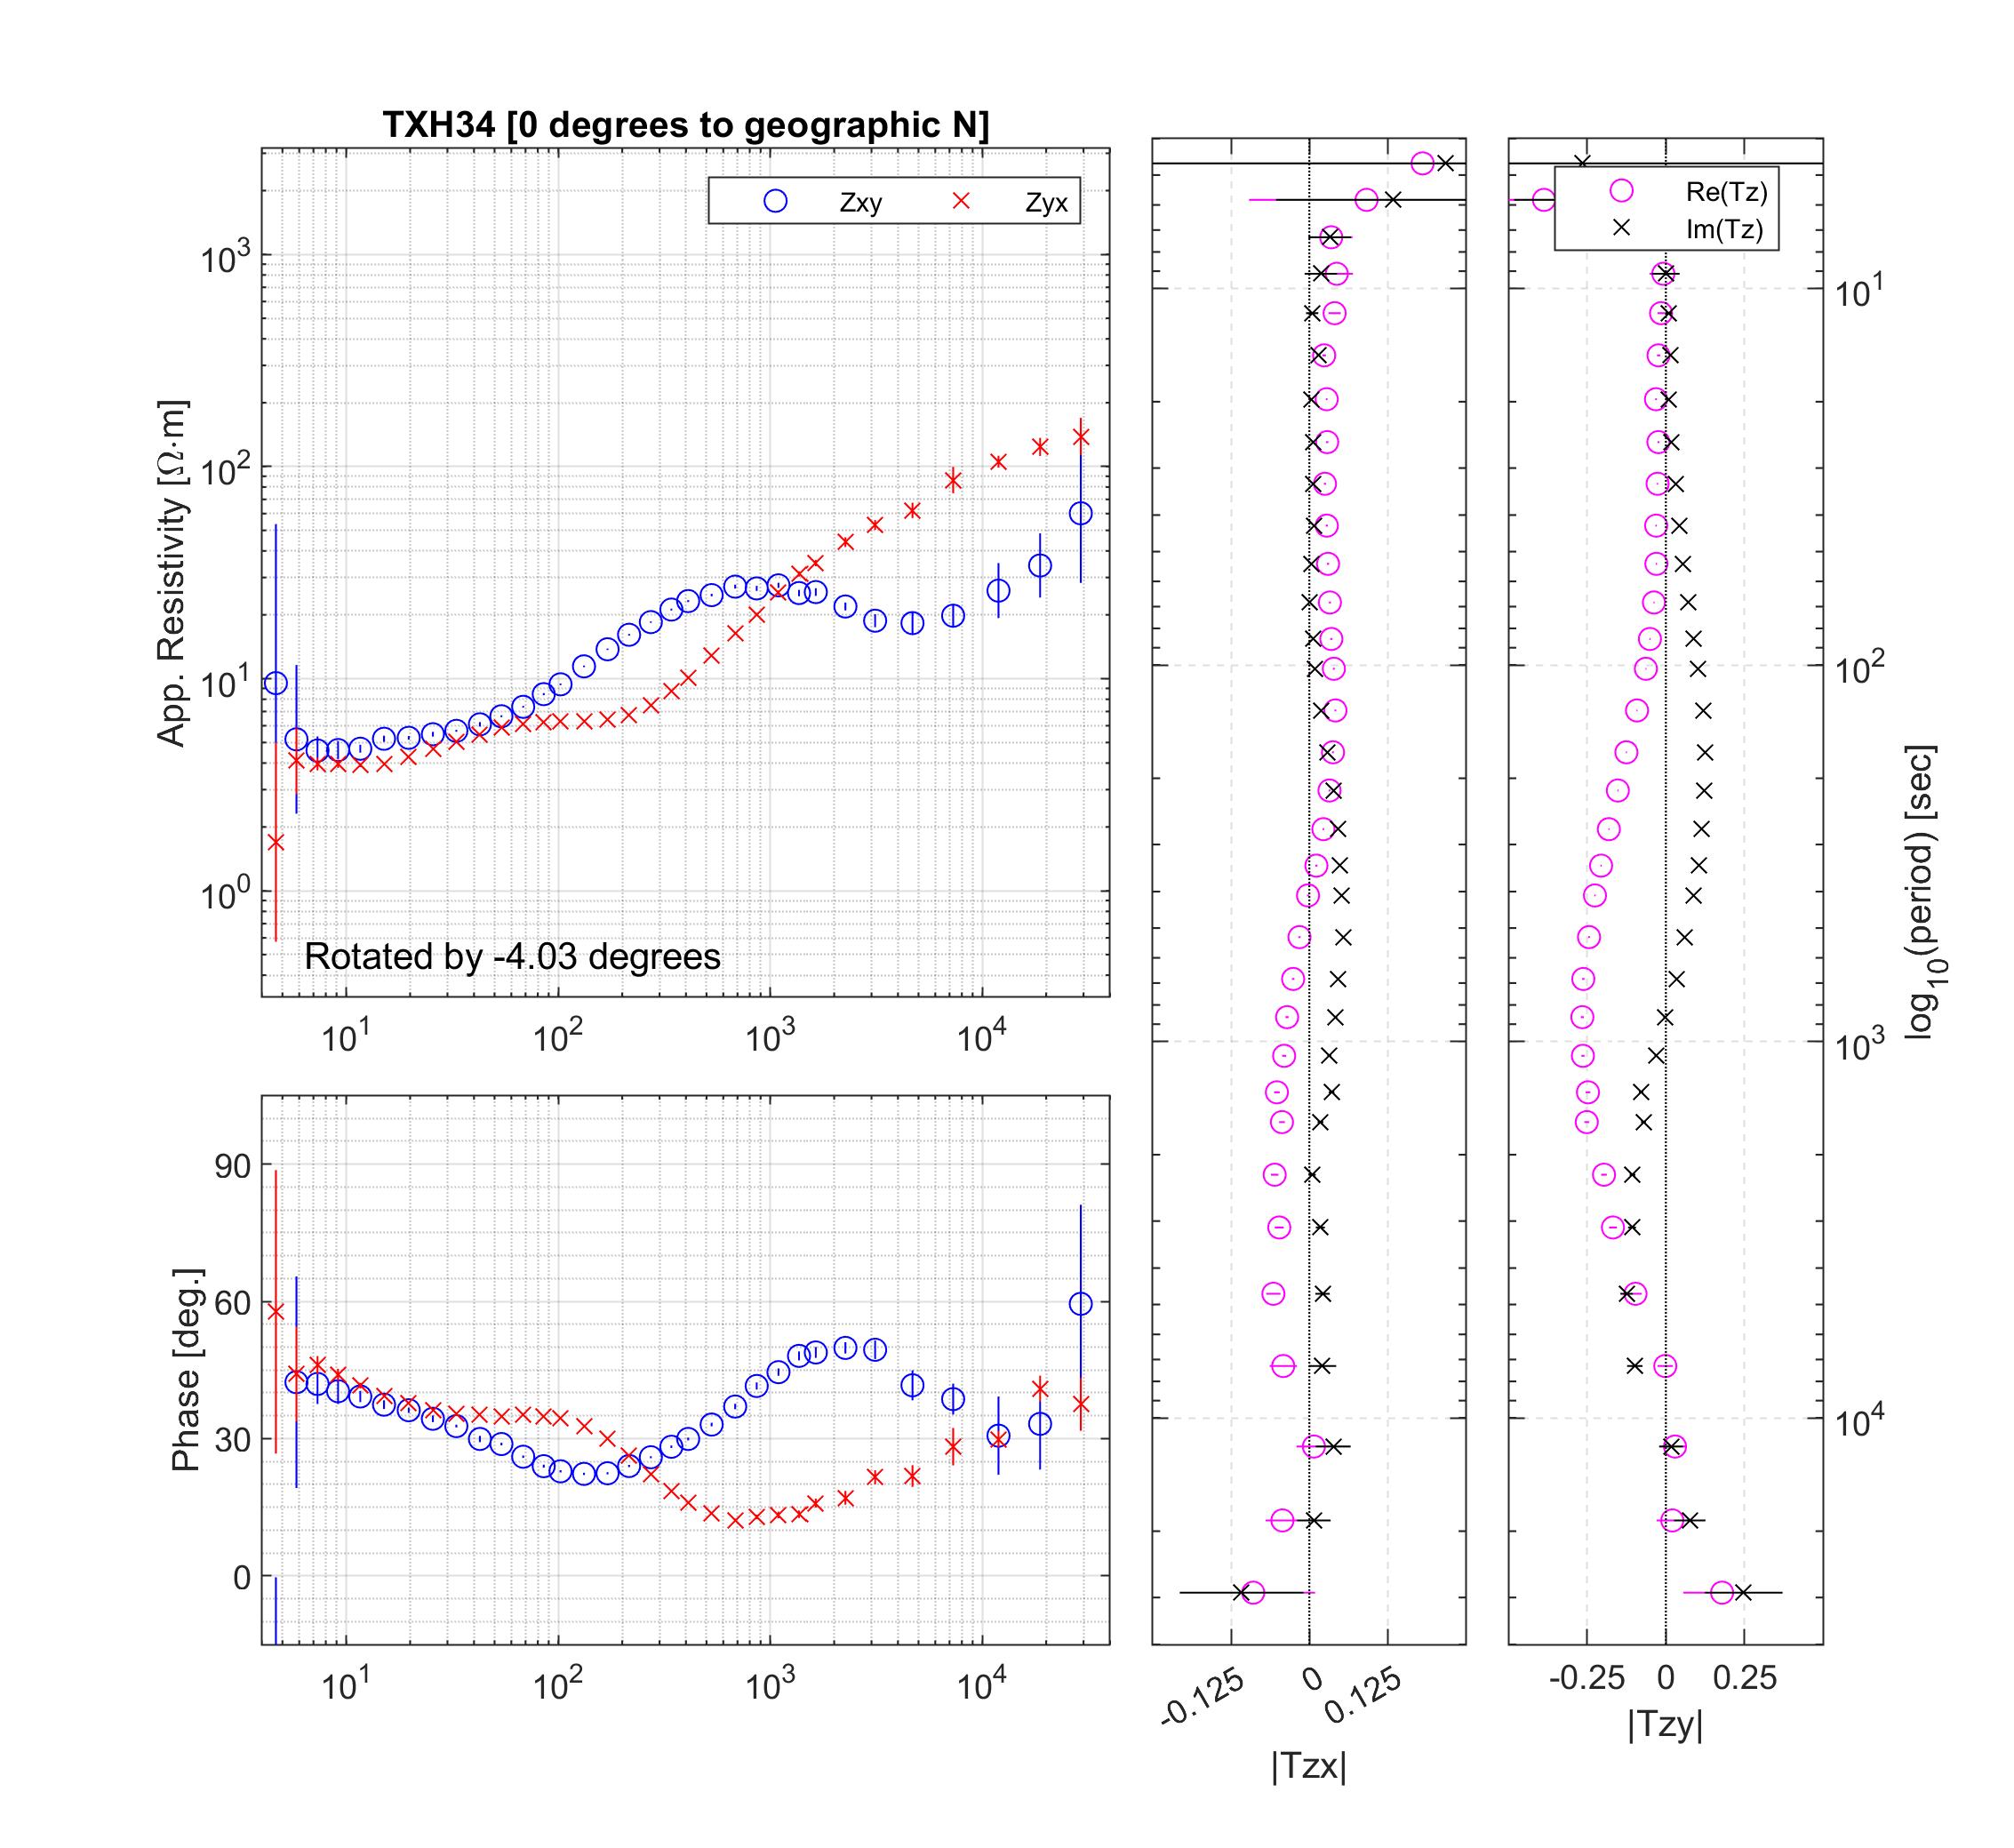 TXH34 [0 degrees to geographic N]
Zxy
Zyx
App. Resistivity [Ω·m]
10^3
10^2
10^1
10^0
Rotated by -4.03 degrees
10^1
10^2
10^3
10^4
Phase [deg.]
90
60
30
0
10^1
10^2
10^3
10^4
-0.125
0
0.125
|Tzx|
Re(Tz)
Im(Tz)
-0.25
0
0.25
|Tzy|
10^1
10^2
10^3
10^4
log_10(period) [sec]